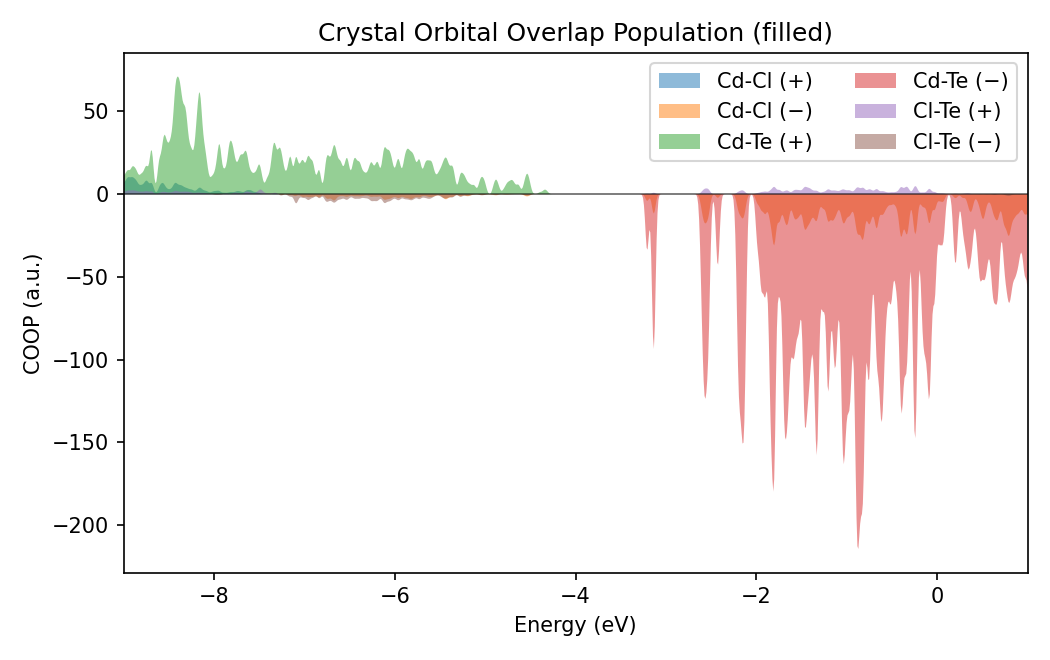 Crystal Orbital Overlap Population (filled)
Cd-Cl (+)
Cd-Cl (−)
Cd-Te (+)
Cd-Te (−)
Cl-Te (+)
Cl-Te (−)
50
0
−50
−100
−150
−200
COOP (a.u.)
−8
−6
−4
−2
0
Energy (eV)